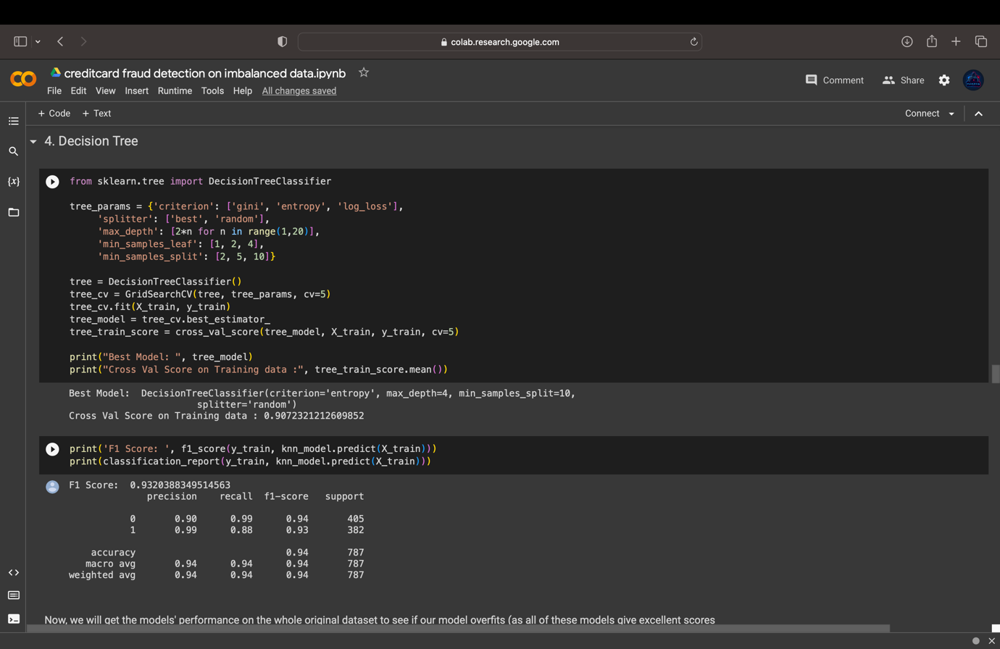 colab.research.google.com
creditcard fraud detection on imbalanced data.ipynb
File Edit View Insert Runtime Tools Help All changes saved
Comment Share
+ Code + Text
Connect
4. Decision Tree
{x}
from sklearn.tree import DecisionTreeClassifier
tree_params = {'criterion': ['gini', 'entropy', 'log_loss'],
'splitter': ['best', 'random'],
'max_depth': [2*n for n in range(1,20)],
'min_samples_leaf': [1, 2, 4],
'min_samples_split': [2, 5, 10]}
tree = DecisionTreeClassifier()
tree_cv = GridSearchCV(tree, tree_params, cv=5)
tree_cv.fit(X_train, y_train)
tree_model = tree_cv.best_estimator_
tree_train_score = cross_val_score(tree_model, X_train, y_train, cv=5)
print("Best Model: ", tree_model)
print("Cross Val Score on Training data :", tree_train_score.mean())
Best Model:  DecisionTreeClassifier(criterion='entropy', max_depth=4, min_samples_split=10,
splitter='random')
Cross Val Score on Training data : 0.9072321212609852
print('F1 Score: ', f1_score(y_train, knn_model.predict(X_train)))
print(classification_report(y_train, knn_model.predict(X_train)))
F1 Score:  0.9320388349514563
precision recall f1-score support
0 0.90 0.99 0.94 405
1 0.99 0.88 0.93 382
accuracy 0.94 787
macro avg 0.94 0.94 0.94 787
weighted avg 0.94 0.94 0.94 787
Now, we will get the models' performance on the whole original dataset to see if our model overfits (as all of these models give excellent scores